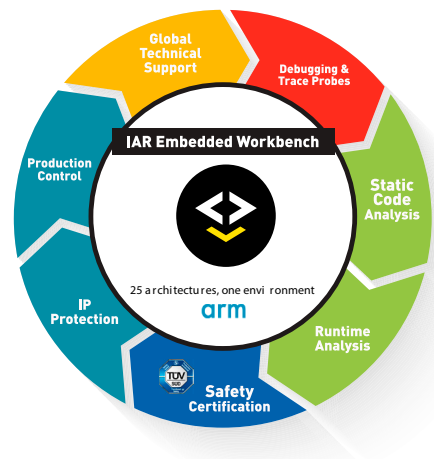 Global
Technical
Support
Debugging &
Trace Probes
Static
Code
Analysis
Runtime
Analysis
Safety
Certification
TÜV
SÜD
IP
Protection
Production
Control
IAR Embedded Workbench
25 architectures, one environment
arm